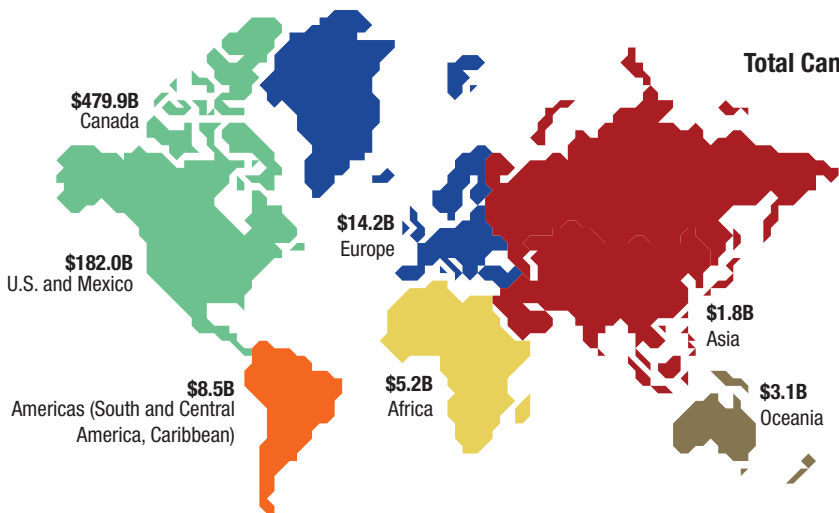 Total Can
$479.9B
Canada
$14.2B
Europe
$182.0B
U.S. and Mexico
$1.8B
Asia
$8.5B
Americas (South and Central
America, Caribbean)
$5.2B
Africa
$3.1B
Oceania